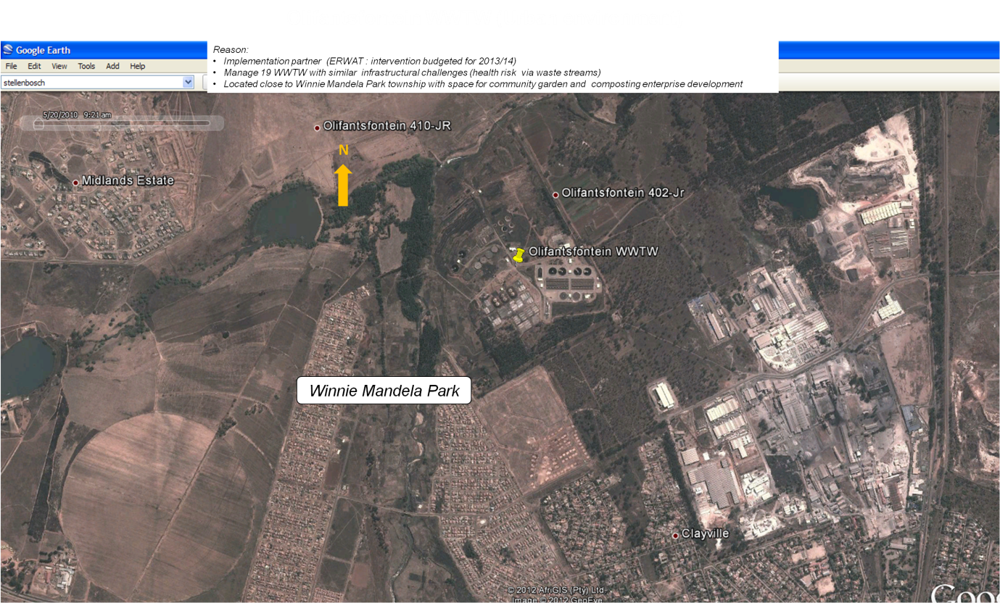 Google Earth
Reason:
• Implementation partner (ERWAT : intervention budgeted for 2013/14)
• Manage 19 WWTW with similar infrastructural challenges (health risk via waste streams)
• Located close to Winnie Mandela Park township with space for community garden and composting enterprise development
File Edit View Tools Add Help
stellenbosch
5/20/2010 9:21 am
Olifantsfontein 410-JR
N
Midlands Estate
Olifantsfontein 402-Jr
Olifantsfontein WWTW
Winnie Mandela Park
Clayville
© 2012 AfriGIS (Pty) Ltd
Image © 2012 GeoEye